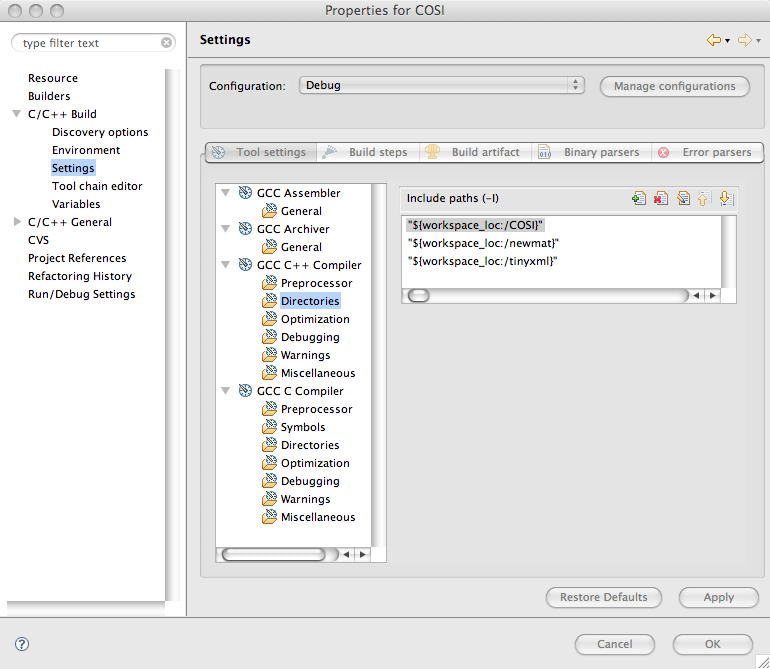 Properties for COSI
type filter text
Settings
Resource
Builders
C/C++ Build
Discovery options
Environment
Settings
Tool chain editor
Variables
C/C++ General
CVS
Project References
Refactoring History
Run/Debug Settings
Configuration:
Debug
Manage configurations
Tool settings
Build steps
Build artifact
010
Binary parsers
Error parsers
GCC Assembler
General
GCC Archiver
General
GCC C++ Compiler
Preprocessor
Directories
Optimization
Debugging
Warnings
Miscellaneous
GCC C Compiler
Preprocessor
Symbols
Directories
Optimization
Debugging
Warnings
Miscellaneous
Include paths (-I)
"${workspace_loc:/COSI}"
"${workspace_loc:/newmat}"
"${workspace_loc:/tinyxml}"
Restore Defaults
Apply
?
Cancel
OK